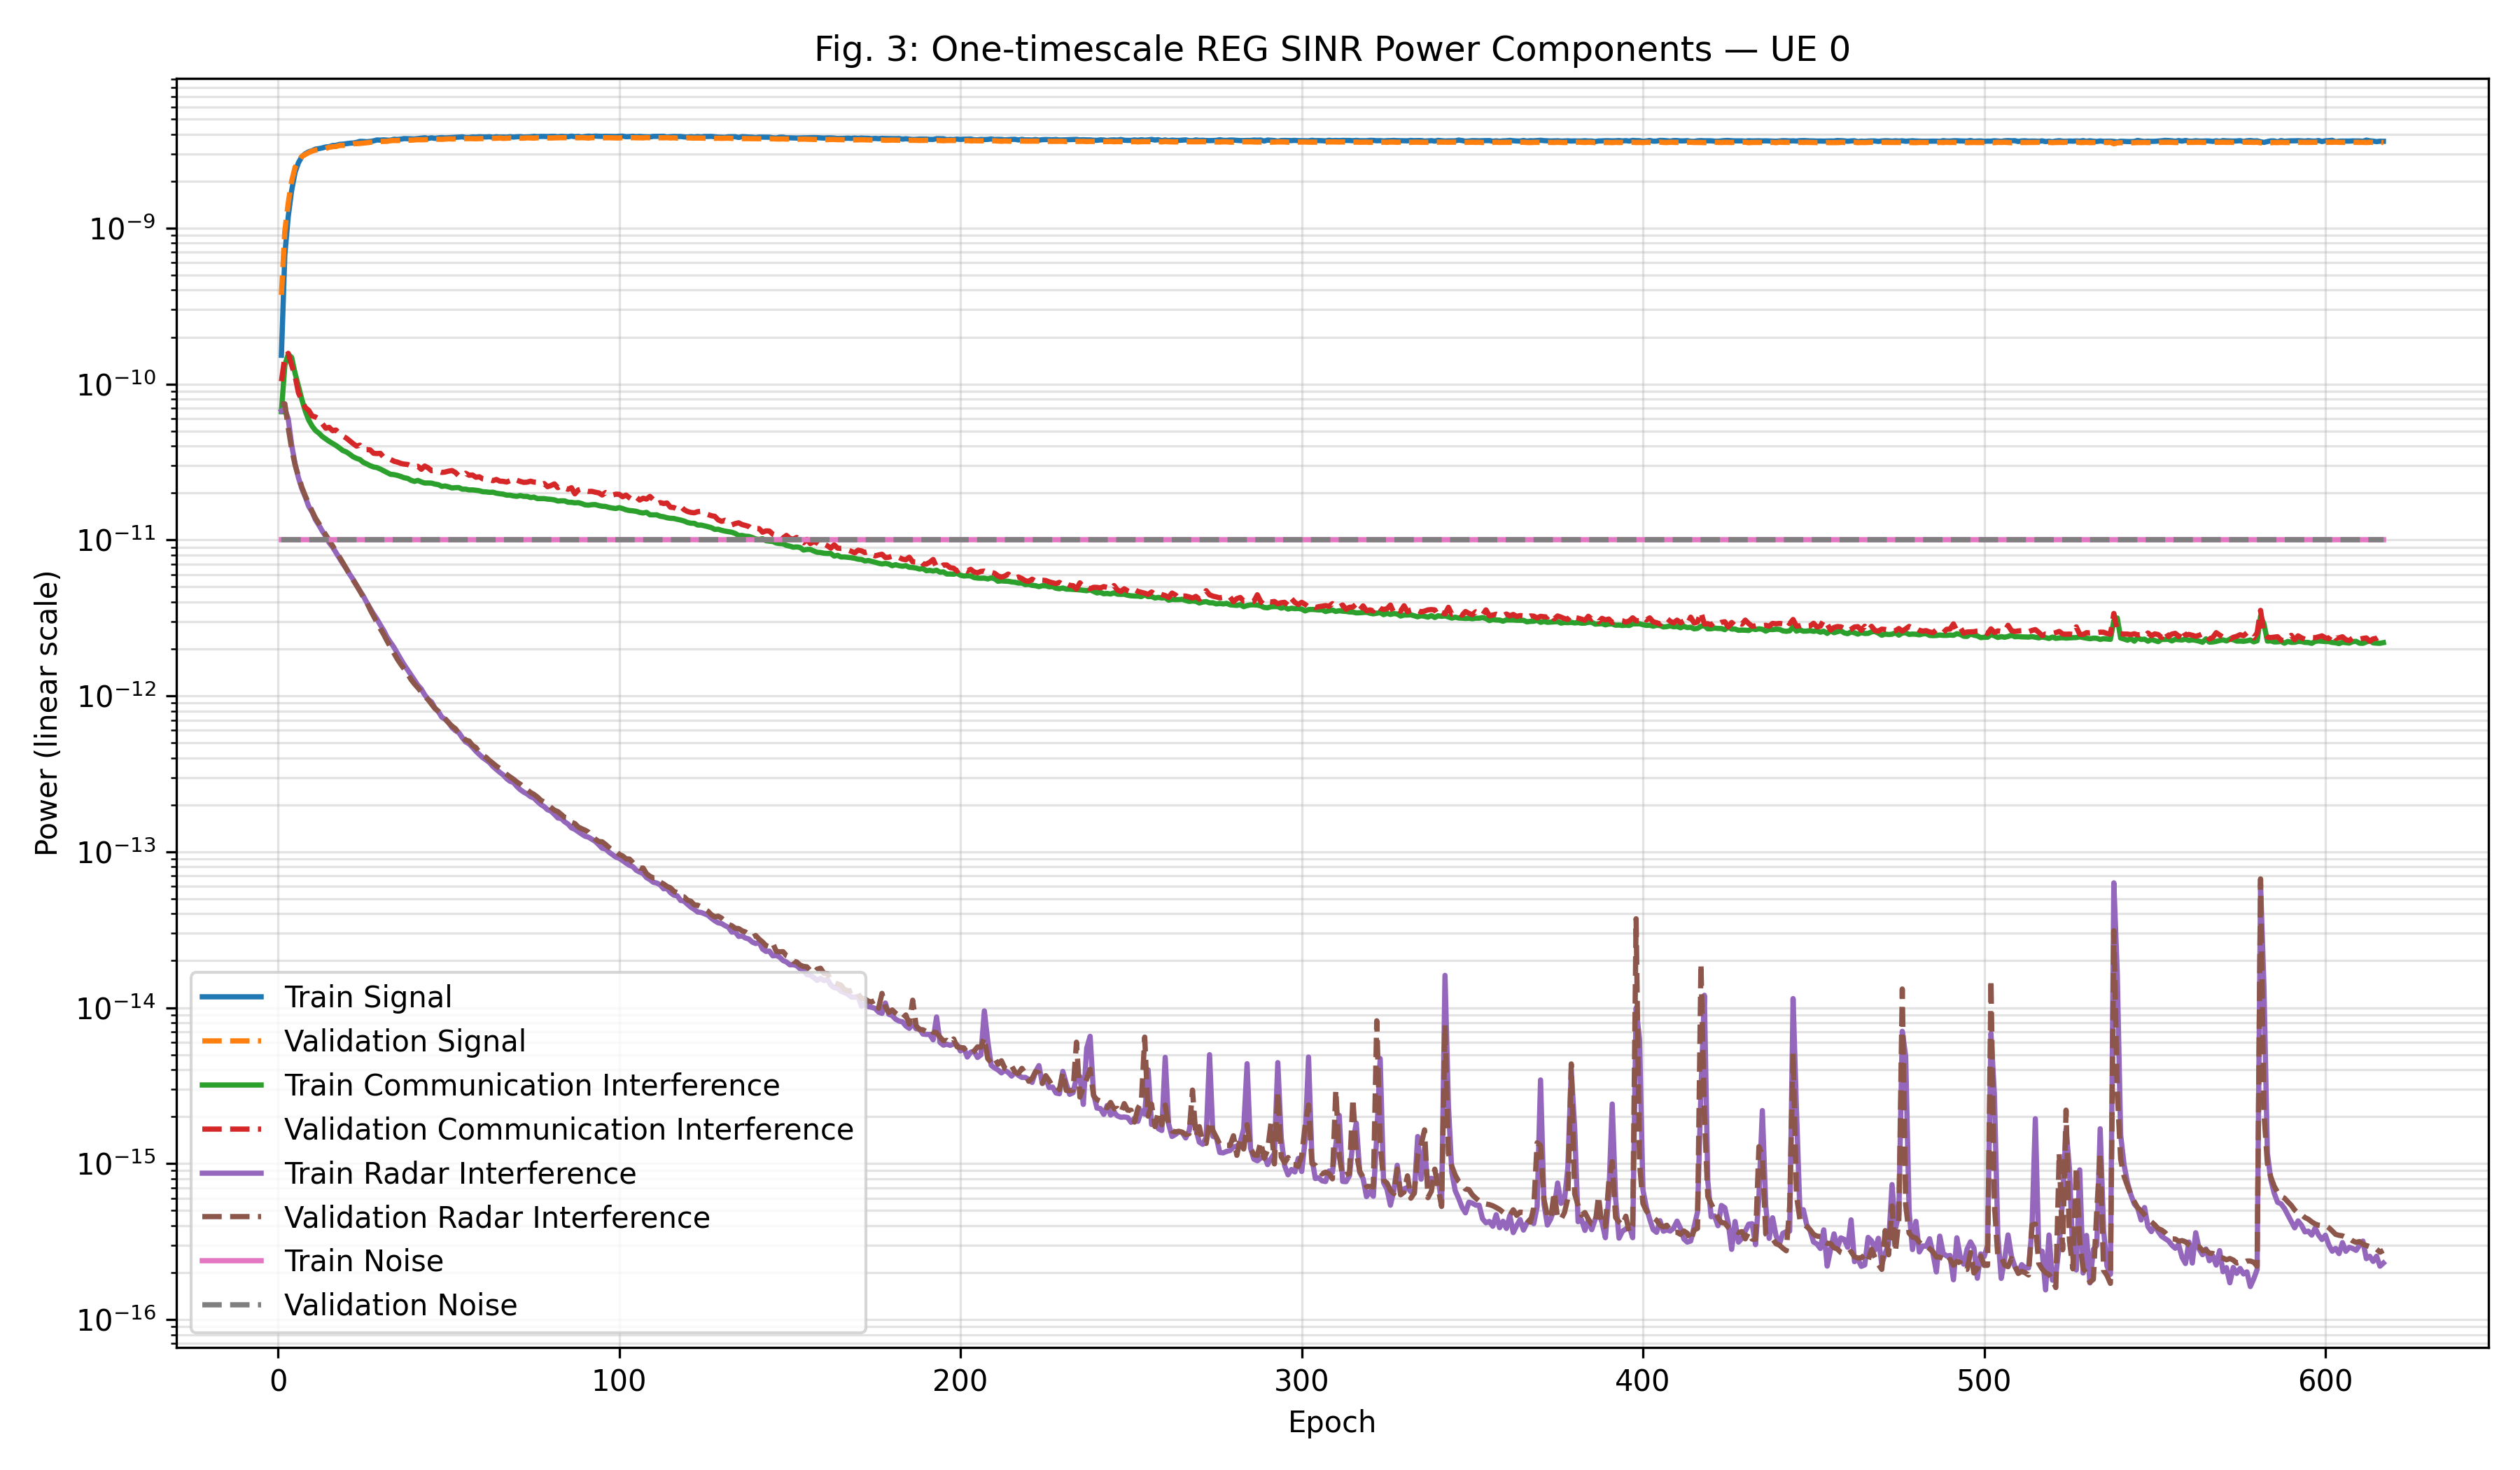 Fig. 3: One-timescale REG SINR Power Components — UE 0
Power (linear scale)
10⁻⁹
10⁻¹⁰
10⁻¹¹
10⁻¹²
10⁻¹³
10⁻¹⁴
10⁻¹⁵
10⁻¹⁶
Train Signal
Validation Signal
Train Communication Interference
Validation Communication Interference
Train Radar Interference
Validation Radar Interference
Train Noise
Validation Noise
0 100 200 300 400 500 600
Epoch